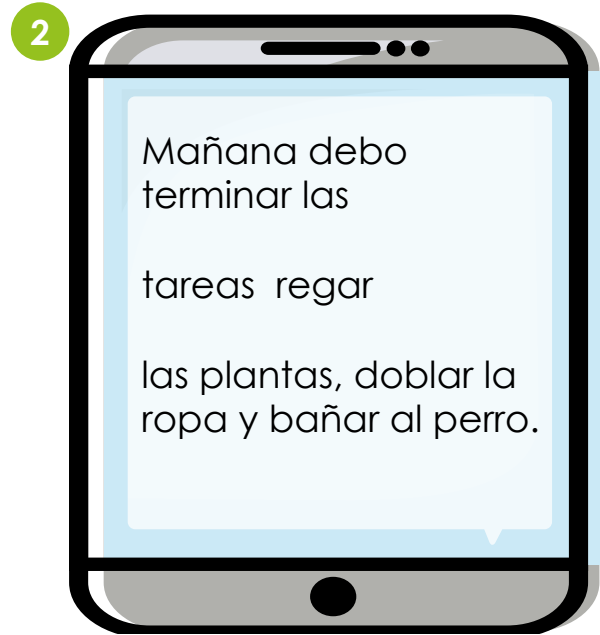 2
Mañana debo
terminar las
tareas  regar
las plantas, doblar la
ropa y bañar al perro.